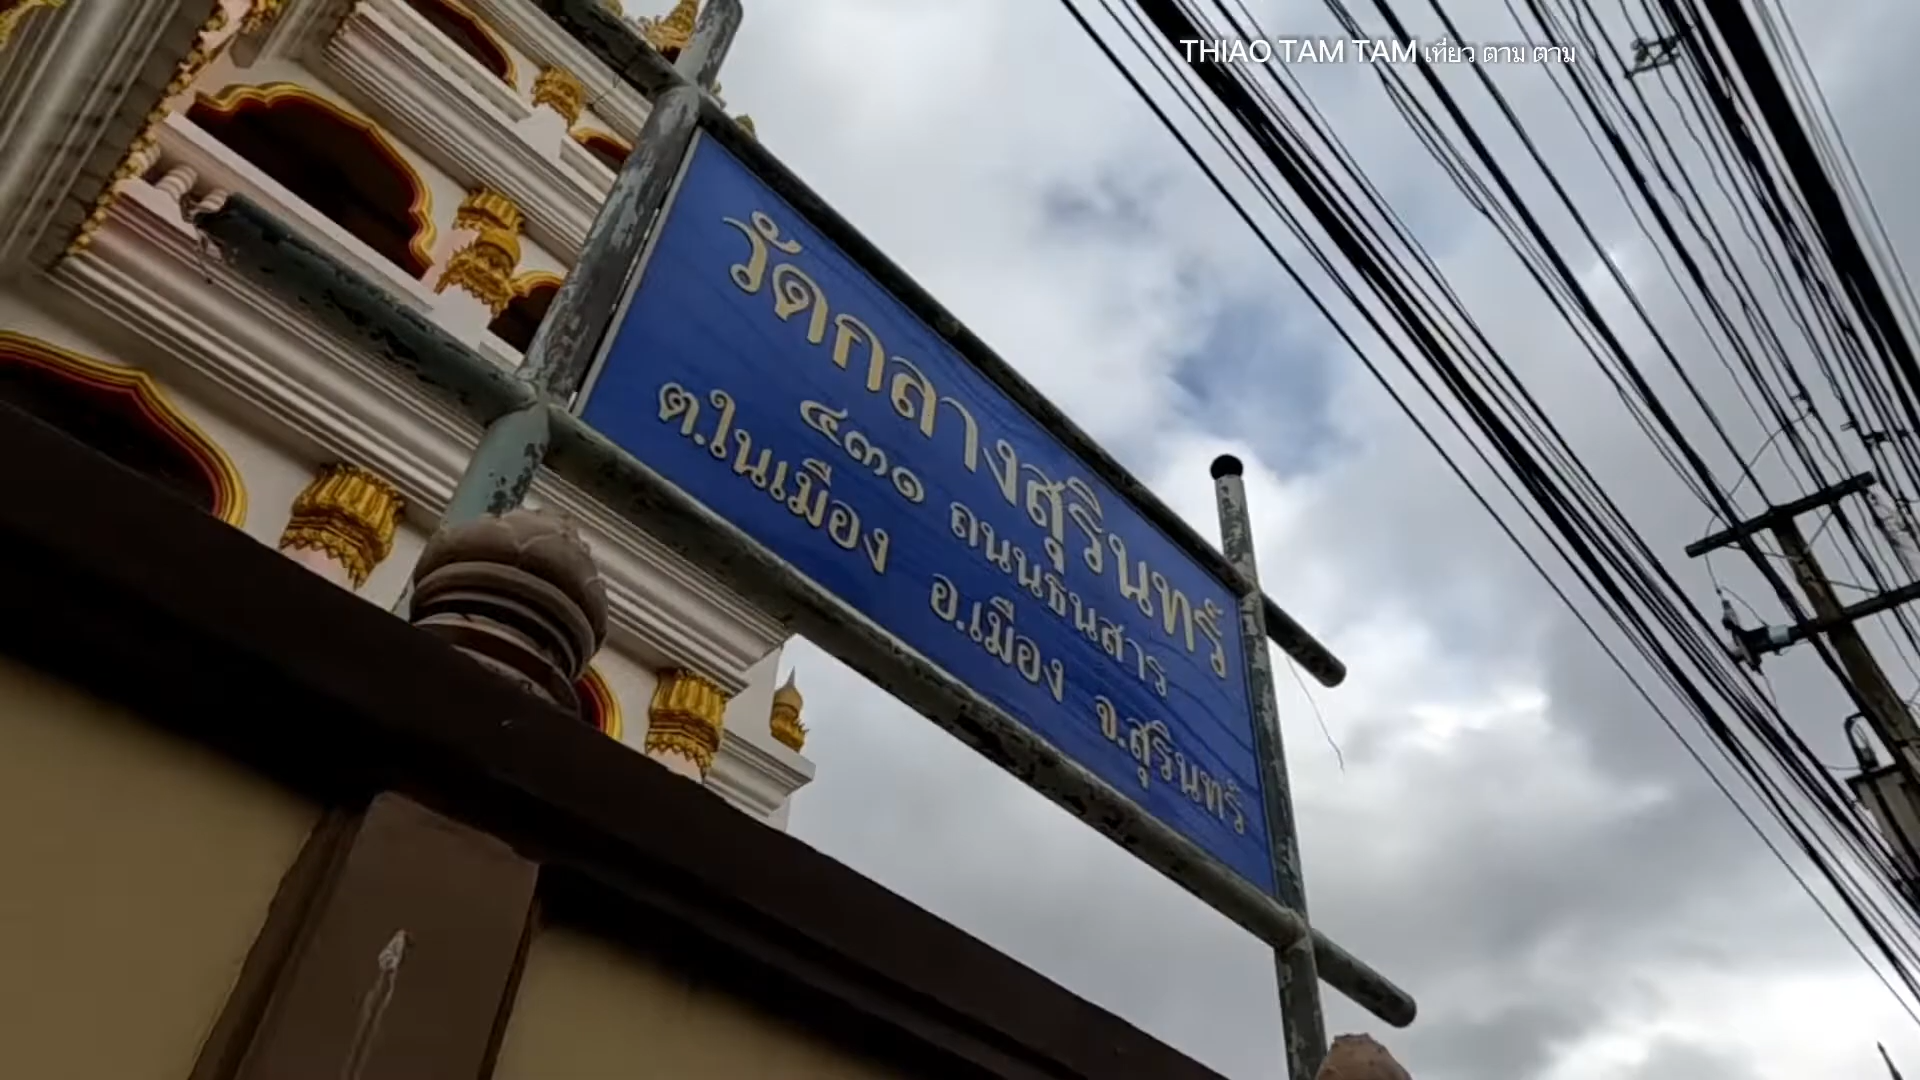 THIAO TAM TAM เที่ยว ตาม ตาม
วัดกลางสุรินทร์
๔๓๑ ถนนธนสาร
ต.ในเมือง อ.เมือง จ.สุรินทร์